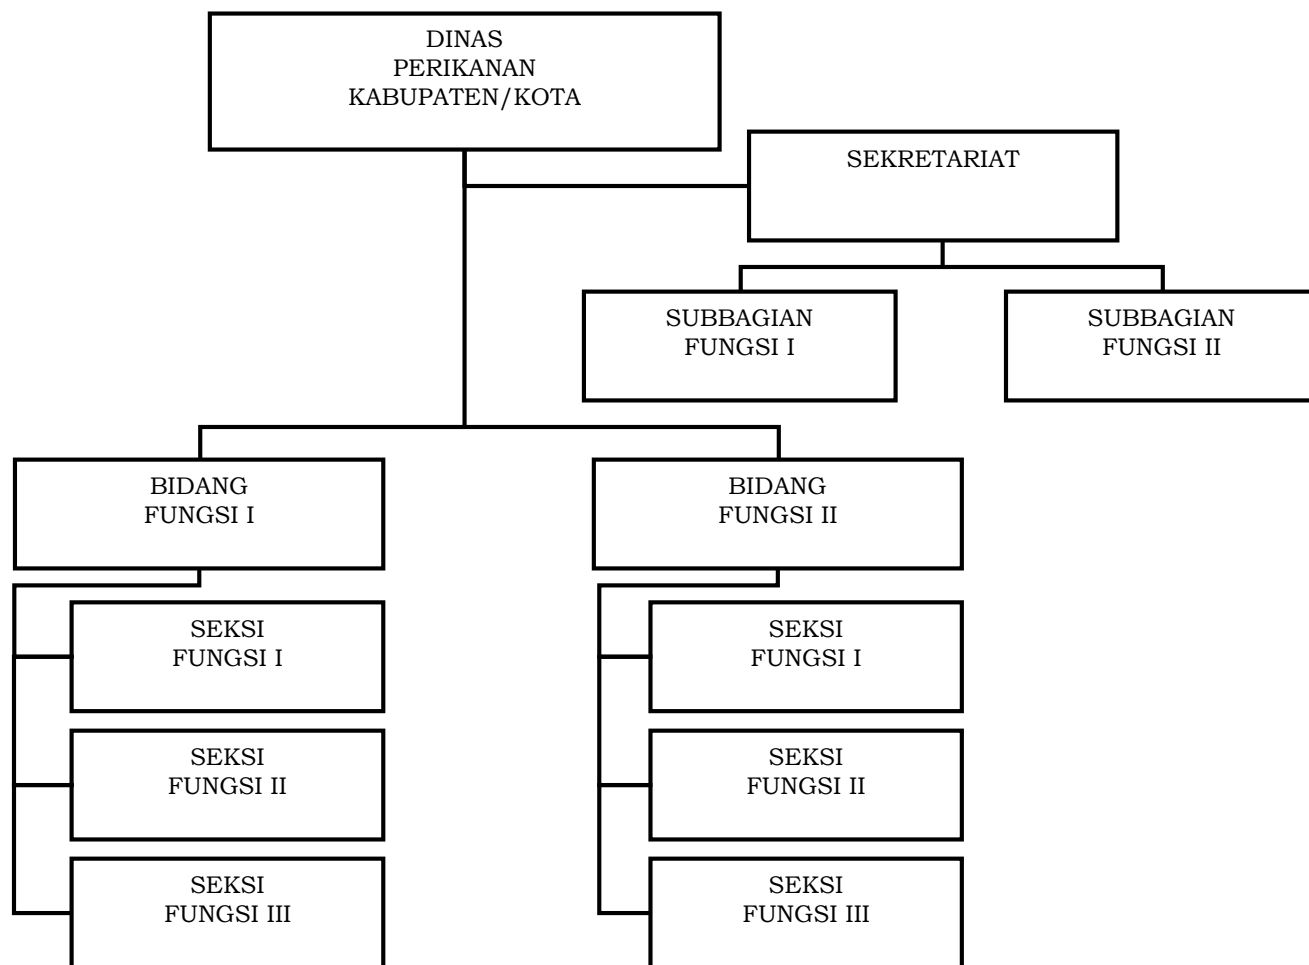 DINAS
PERIKANAN
KABUPATEN/KOTA
SEKRETARIAT
SUBBAGIAN
FUNGSI I
SUBBAGIAN
FUNGSI II
BIDANG
FUNGSI I
BIDANG
FUNGSI II
SEKSI
FUNGSI I
SEKSI
FUNGSI I
SEKSI
FUNGSI II
SEKSI
FUNGSI II
SEKSI
FUNGSI III
SEKSI
FUNGSI III